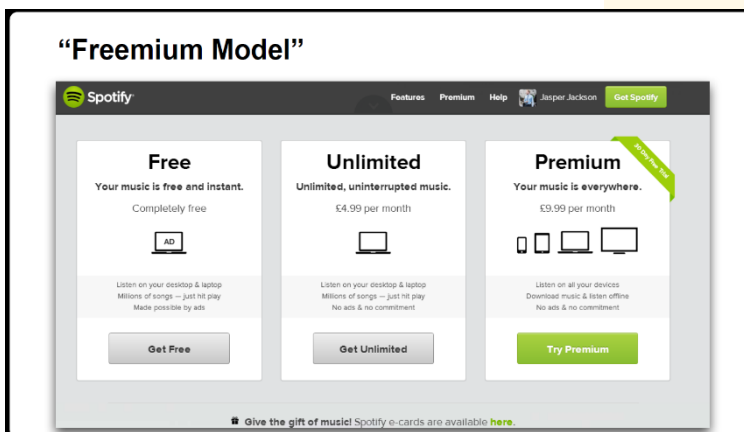 “Freemium Model”
Spotify
Features Premium Help Jasper Jackson Get Spotify
Free
Your music is free and instant.
Completely free
AD
Listen on your desktop & laptop
Millions of songs — just hit play
Made possible by ads
Get Free
Unlimited
Unlimited, uninterrupted music.
£4.99 per month
Listen on your desktop & laptop
Millions of songs — just hit play
No ads & no commitment
Get Unlimited
30 Day Free Trial
Premium
Your music is everywhere.
£9.99 per month
Listen on all your devices
Download music & listen offline
No ads & no commitment
Try Premium
Give the gift of music! Spotify e-cards are available here.